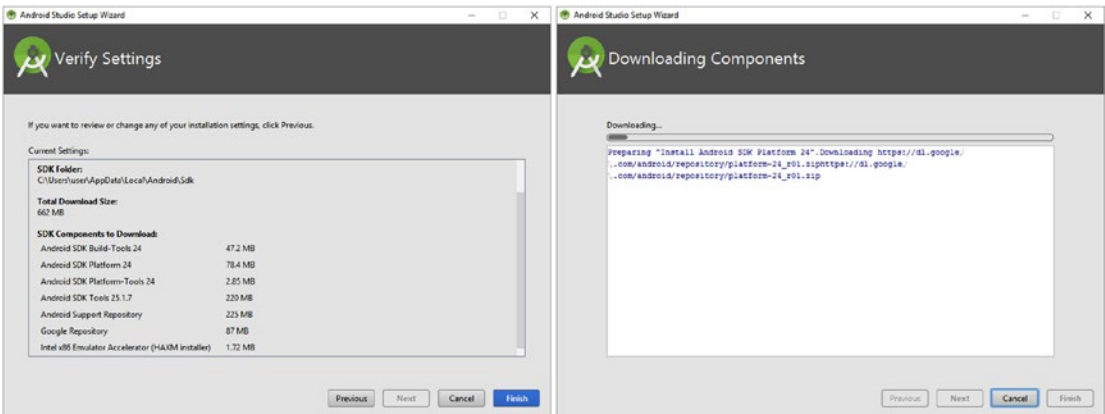 Android Studio Setup Wizard
Verify Settings
If you want to review or change any of your installation settings, click Previous.
Current Settings:
SDK Folder:
C:\Users\user\AppData\Local\Android\Sdk
Total Download Size:
662 MB
SDK Components to Download:
Android SDK Build-Tools 24 47.2 MB
Android SDK Platform 24 78.4 MB
Android SDK Platform-Tools 24 2.85 MB
Android SDK Tools 25.1.7 220 MB
Android Support Repository 225 MB
Google Repository 87 MB
Intel x86 Emulator Accelerator (HAXM installer) 1.72 MB
Previous Next Cancel Finish
Android Studio Setup Wizard
Downloading Components
Downloading...
Preparing "Install Android SDK Platform 24".Downloading https://dl.google/
\.com/android/repository/platform-24_r01.ziphttps://dl.google/
\.com/android/repository/platform-24_r01.zip
Previous Next Cancel Finish